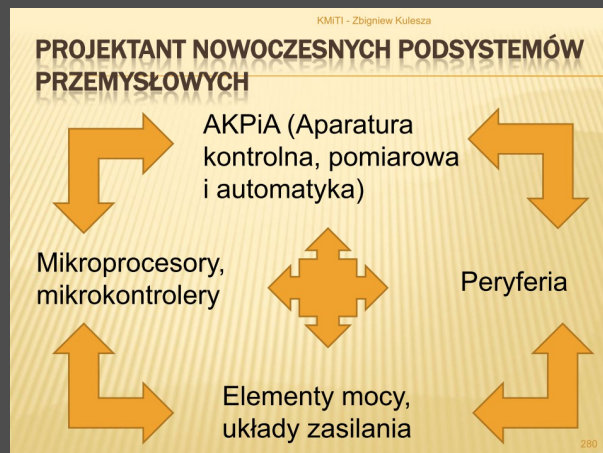 KMiTI - Zbigniew Kulesza
PROJEKTANT NOWOCZESNYCH PODSYSTEMÓW
PRZEMYSŁOWYCH
AKPiA (Aparatura
kontrolna, pomiarowa
i automatyka)
Mikroprocesory,
mikrokontrolery
Peryferia
Elementy mocy,
układy zasilania
280